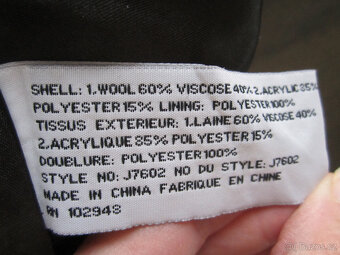 SHELL: 1.WOOL 60% VISCOSE 40% 2.ACRYLIC 85%
POLYESTER 15% LINING: POLYESTER 100%
TISSUS EXTERIEUR: 1.LAINE 60% VISCOSE 40%
2.ACRYLIQUE 85% POLYESTER 15%
DOUBLURE: POLYESTER 100%
STYLE NO: J7602 NO DU STYLE: J7602
MADE IN CHINA FABRIQUE EN CHINE
RN 102948